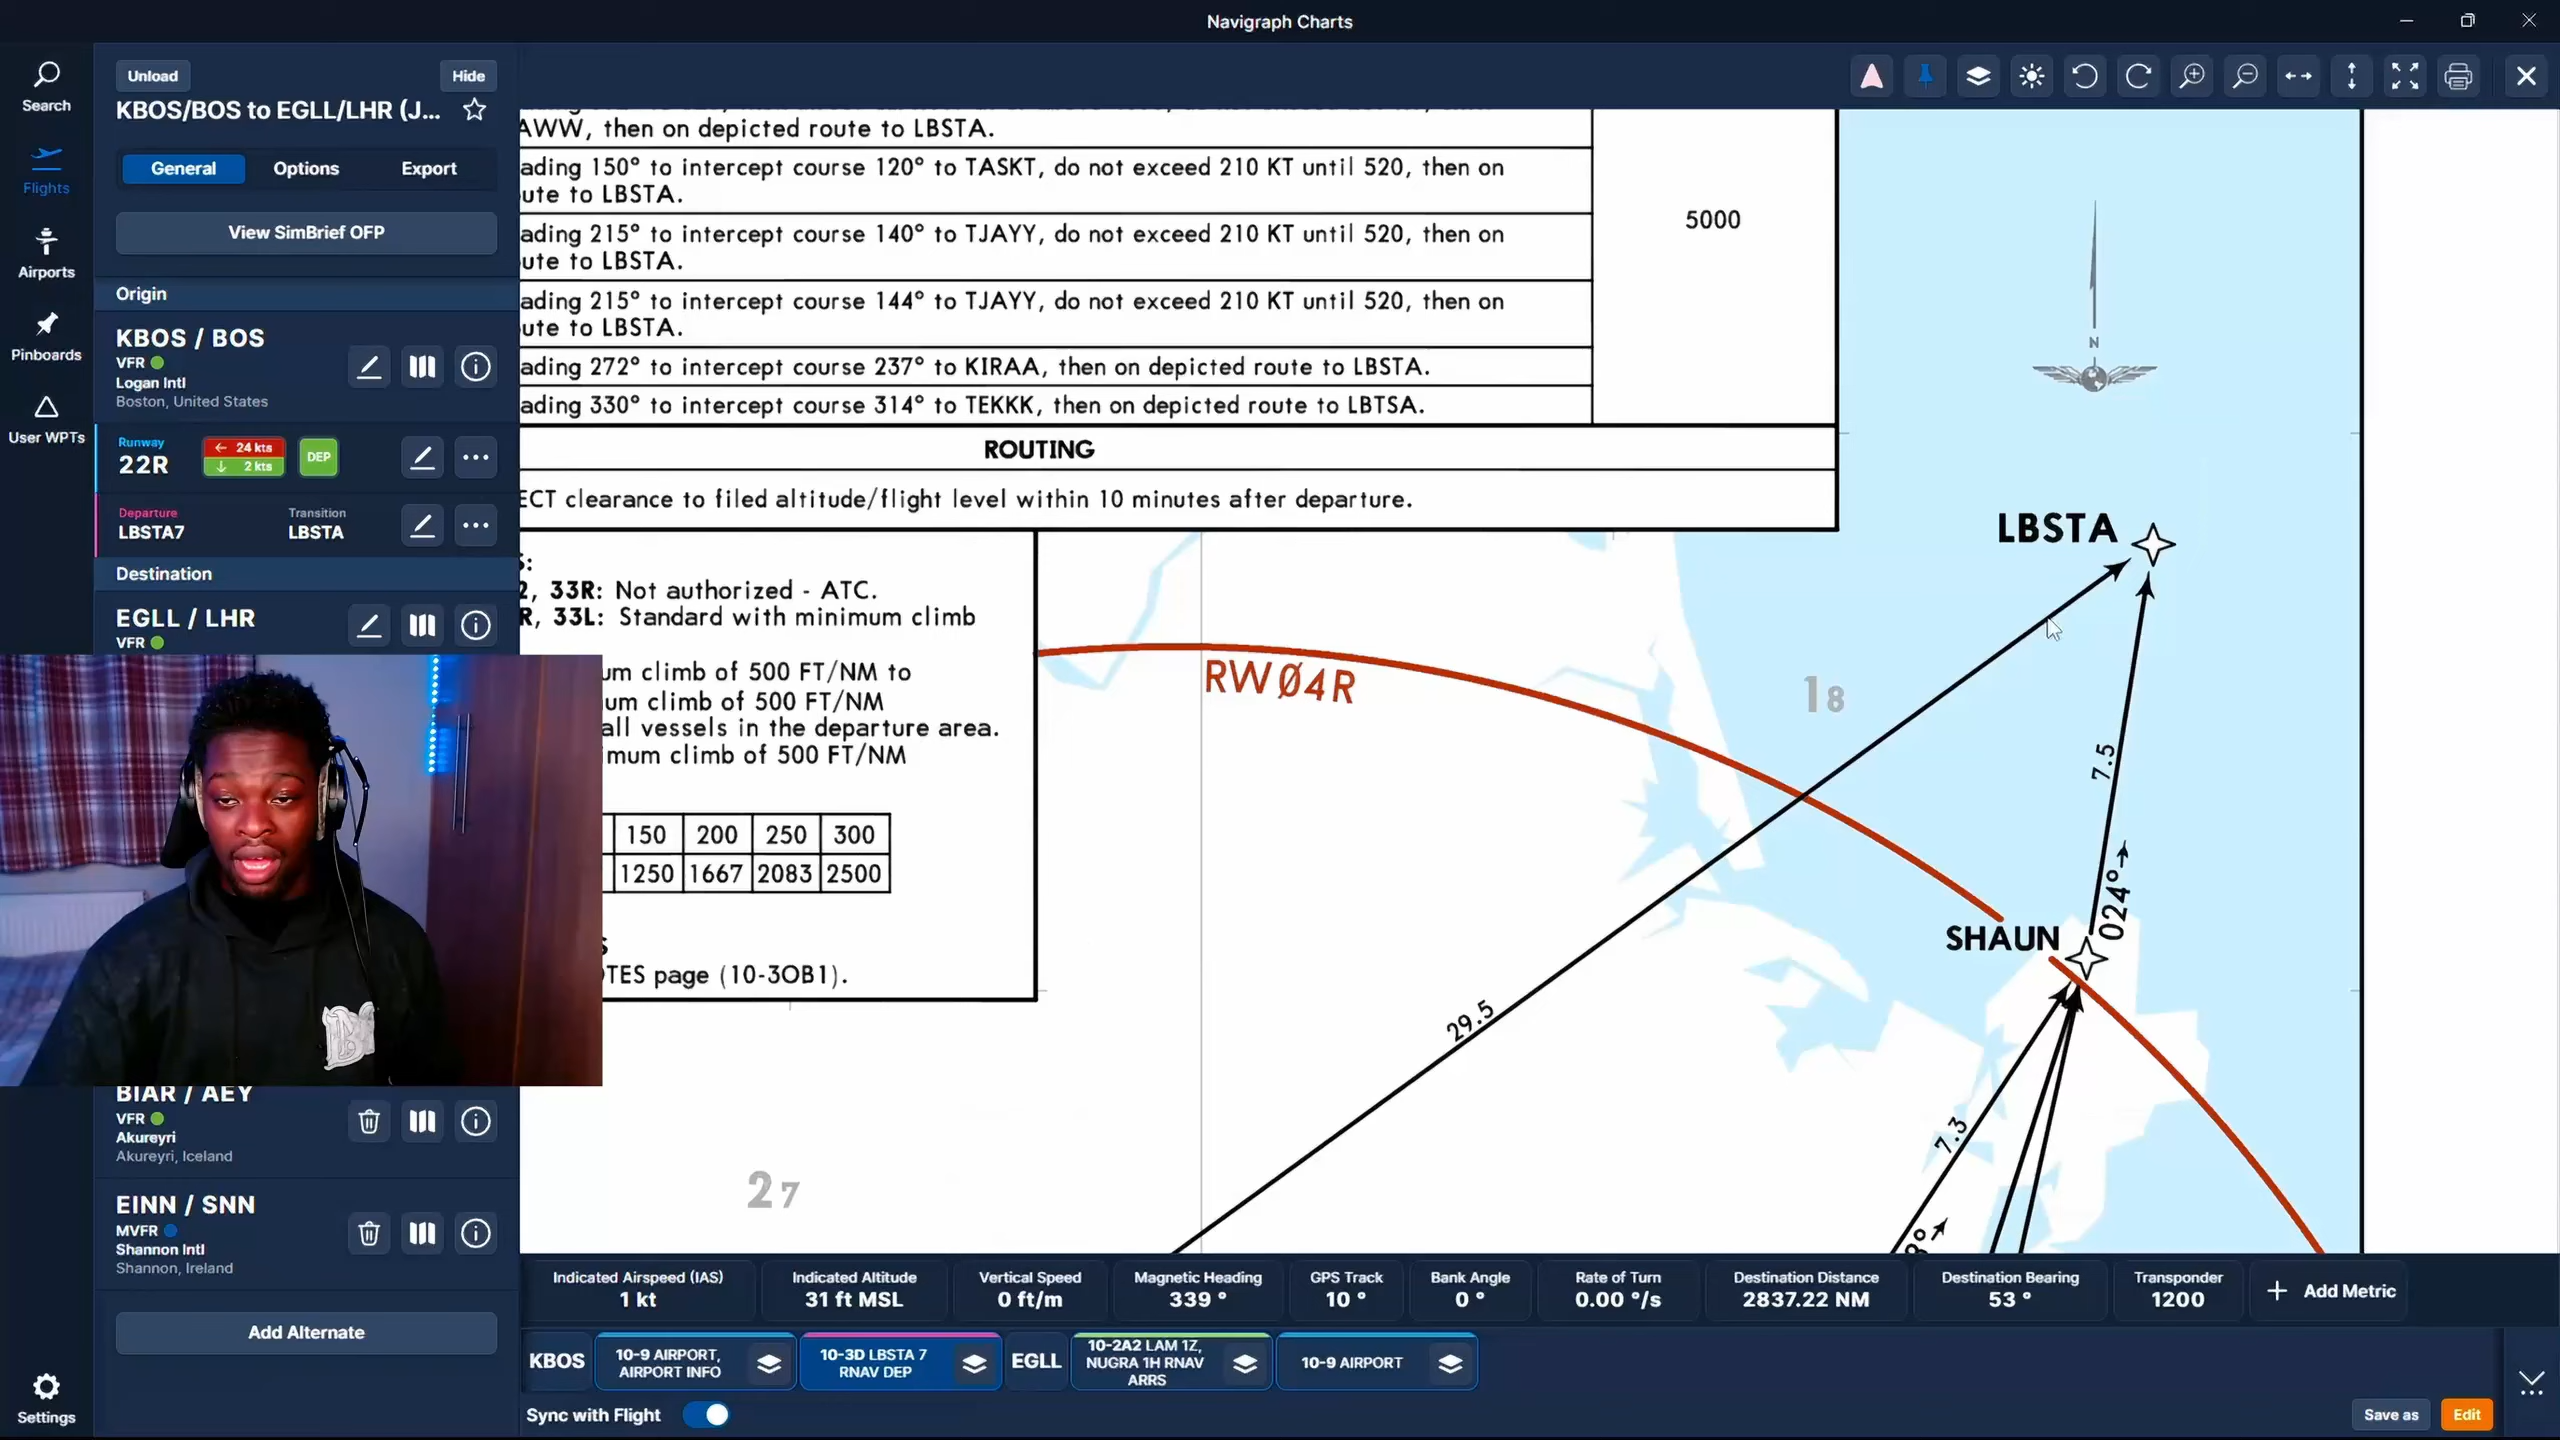 Navigraph Charts
Search
Flights
Airports
Pinboards
User WPTs
Settings
Unload
Hide
KBOS/BOS to EGLL/LHR (J...
General
Options
Export
View SimBrief OFP
Origin
KBOS / BOS
VFR
Logan Intl
Boston, United States
Runway
22R
← 24 kts
↓ 2 kts
DEP
Departure
LBSTA7
Transition
LBSTA
Destination
EGLL / LHR
VFR
BIAR / AEY
VFR
Akureyri
Akureyri, Iceland
EINN / SNN
MVFR
Shannon Intl
Shannon, Ireland
Add Alternate
AWW, then on depicted route to LBSTA.
ading 150° to intercept course 120° to TASKT, do not exceed 210 KT until 520, then on
ute to LBSTA.
ading 215° to intercept course 140° to TJAYY, do not exceed 210 KT until 520, then on
ute to LBSTA.
ading 215° to intercept course 144° to TJAYY, do not exceed 210 KT until 520, then on
ute to LBSTA.
ading 272° to intercept course 237° to KIRAA, then on depicted route to LBSTA.
ading 330° to intercept course 314° to TEKKK, then on depicted route to LBTSA.
5000
ROUTING
ECT clearance to filed altitude/flight level within 10 minutes after departure.
S:
2, 33R: Not authorized - ATC.
R, 33L: Standard with minimum climb
um climb of 500 FT/NM to
um climb of 500 FT/NM
all vessels in the departure area.
mum climb of 500 FT/NM
150 200 250 300
1250 1667 2083 2500
S
TES page (10-3OB1).
N
LBSTA
RWØ4R
18
7.5
024°→
SHAUN
29.5
7.3
8°→
27
Indicated Airspeed (IAS)
1 kt
Indicated Altitude
31 ft MSL
Vertical Speed
0 ft/m
Magnetic Heading
339 °
GPS Track
10 °
Bank Angle
0 °
Rate of Turn
0.00 °/s
Destination Distance
2837.22 NM
Destination Bearing
53 °
Transponder
1200
+ Add Metric
KBOS
10-9 AIRPORT,
AIRPORT INFO
10-3D LBSTA 7
RNAV DEP
EGLL
10-2A2 LAM 1Z,
NUGRA 1H RNAV
ARRS
10-9 AIRPORT
Sync with Flight
Save as
Edit